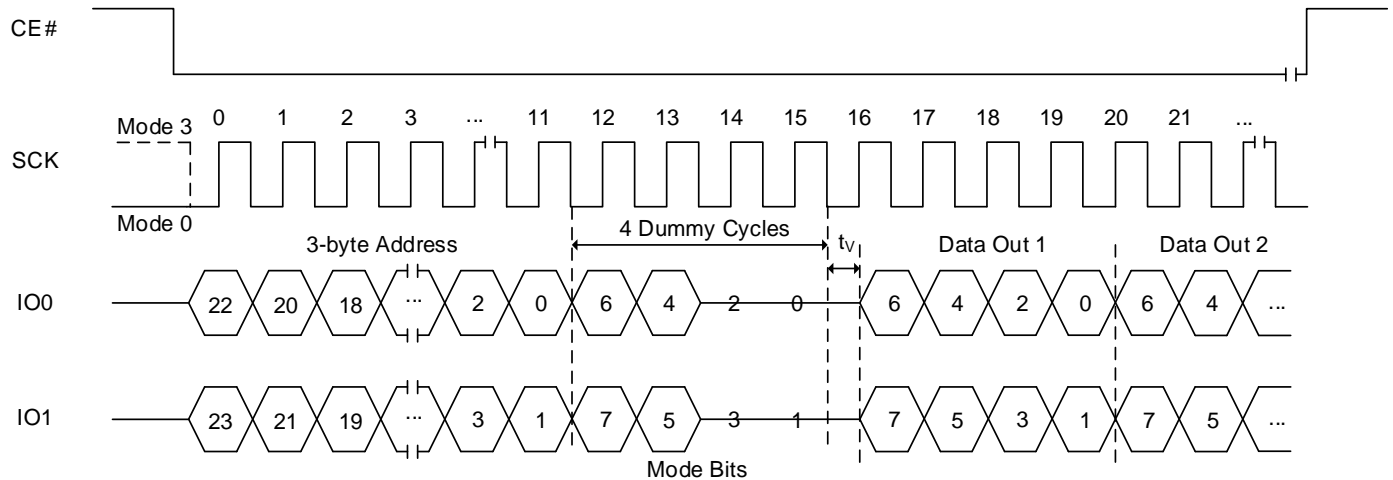 CE#
0 1 2 3 ... 11 12 13 14 15 16 17 18 19 20 21 ...
Mode 3
SCK
Mode 0
3-byte Address 4 Dummy Cycles tV Data Out 1 Data Out 2
IO0 22 20 18 ... 2 0 6 4 2 0 6 4 2 0 6 4 ...
IO1 23 21 19 ... 3 1 7 5 3 1 7 5 3 1 7 5 ...
Mode Bits